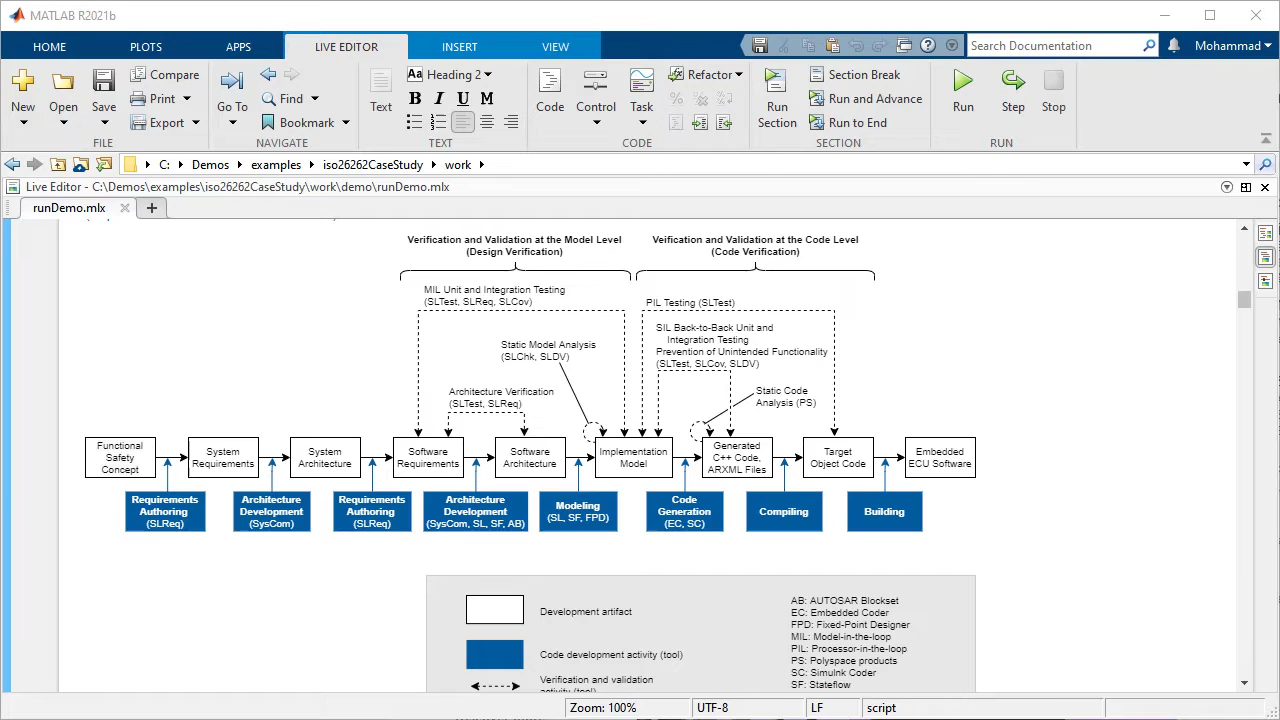 MATLAB R2021b
HOME PLOTS APPS LIVE EDITOR INSERT VIEW
Search Documentation
Mohammad
New
Open
Save
Compare
Print
Export
FILE
Go To
Find
Bookmark
NAVIGATE
Text
Aa Heading 2
B I U M
TEXT
Code
Control
Task
Refactor
CODE
Run
Section
Section Break
Run and Advance
Run to End
SECTION
Run
Step
Stop
RUN
C: Demos examples iso26262CaseStudy work
Live Editor - C:\Demos\examples\iso26262CaseStudy\work\demo\runDemo.mlx
runDemo.mlx
Verification and Validation at the Model Level
(Design Verification)
Veification and Validation at the Code Level
(Code Verification)
MIL Unit and Integration Testing
(SLTest, SLReq, SLCov)
PIL Testing (SLTest)
SIL Back-to-Back Unit and
Integration Testing
Prevention of Unintended Functionality
(SLTest, SLCov, SLDV)
Static Model Analysis
(SLChk, SLDV)
Architecture Verification
(SLTest, SLReq)
Static Code
Analysis (PS)
Functional
Safety
Concept
System
Requirements
System
Architecture
Software
Requirements
Software
Architecture
Implementation
Model
Generated
C++ Code,
ARXML Files
Target
Object Code
Embedded
ECU Software
Requirements
Authoring
(SLReq)
Architecture
Development
(SysCom)
Requirements
Authoring
(SLReq)
Architecture
Development
(SysCom, SL, SF, AB)
Modeling
(SL, SF, FPD)
Code
Generation
(EC, SC)
Compiling
Building
Development artifact
Code development activity (tool)
Verification and validation
activity (tool)
AB: AUTOSAR Blockset
EC: Embedded Coder
FPD: Fixed-Point Designer
MIL: Model-in-the-loop
PIL: Processor-in-the-loop
PS: Polyspace products
SC: Simulnk Coder
SF: Stateflow
Zoom: 100% UTF-8 LF script